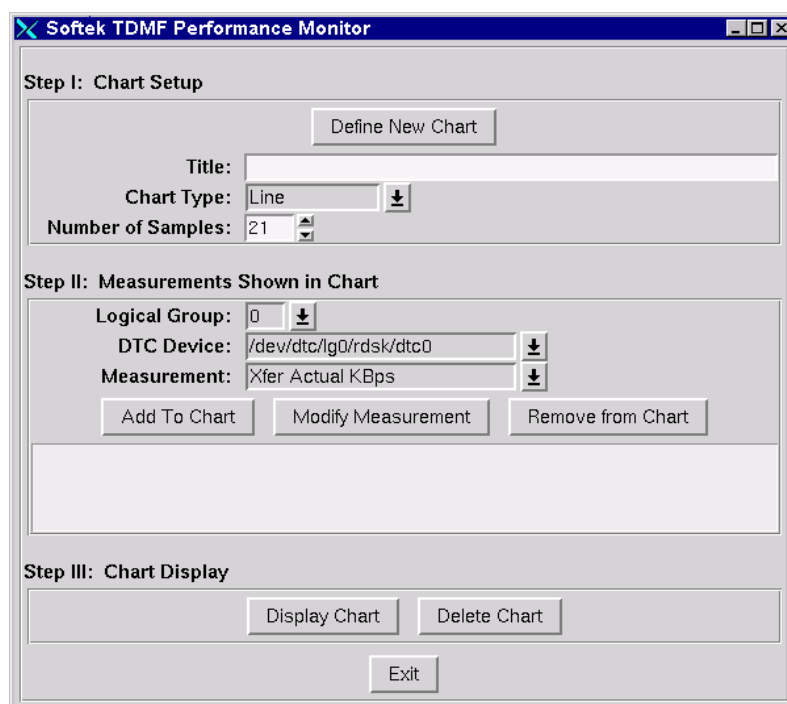 Softek TDMF Performance Monitor
Step I: Chart Setup
Define New Chart
Title:
Chart Type: Line
Number of Samples: 21
Step II: Measurements Shown in Chart
Logical Group: 0
DTC Device: /dev/dtc/lg0/rdsk/dtc0
Measurement: Xfer Actual KBps
Add To Chart Modify Measurement Remove from Chart
Step III: Chart Display
Display Chart Delete Chart
Exit